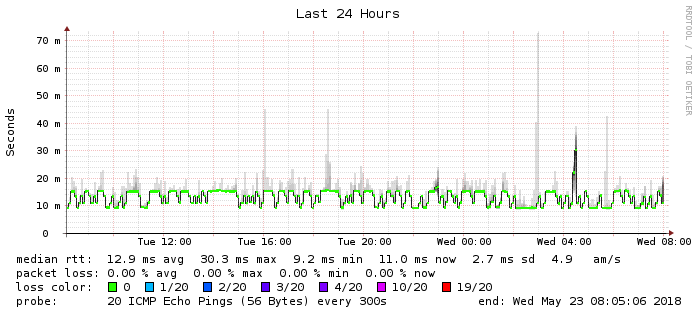 Last 24 Hours
RRDTOOL / TOBI OETIKER
Seconds
70 m
60 m
50 m
40 m
30 m
20 m
10 m
0
Tue 12:00 Tue 16:00 Tue 20:00 Wed 00:00 Wed 04:00 Wed 08:00
median rtt: 12.9 ms avg 30.3 ms max 9.2 ms min 11.0 ms now 2.7 ms sd 4.9 am/s
packet loss: 0.00 % avg 0.00 % max 0.00 % min 0.00 % now
loss color: 0 1/20 2/20 3/20 4/20 10/20 19/20
probe: 20 ICMP Echo Pings (56 Bytes) every 300s end: Wed May 23 08:05:06 2018